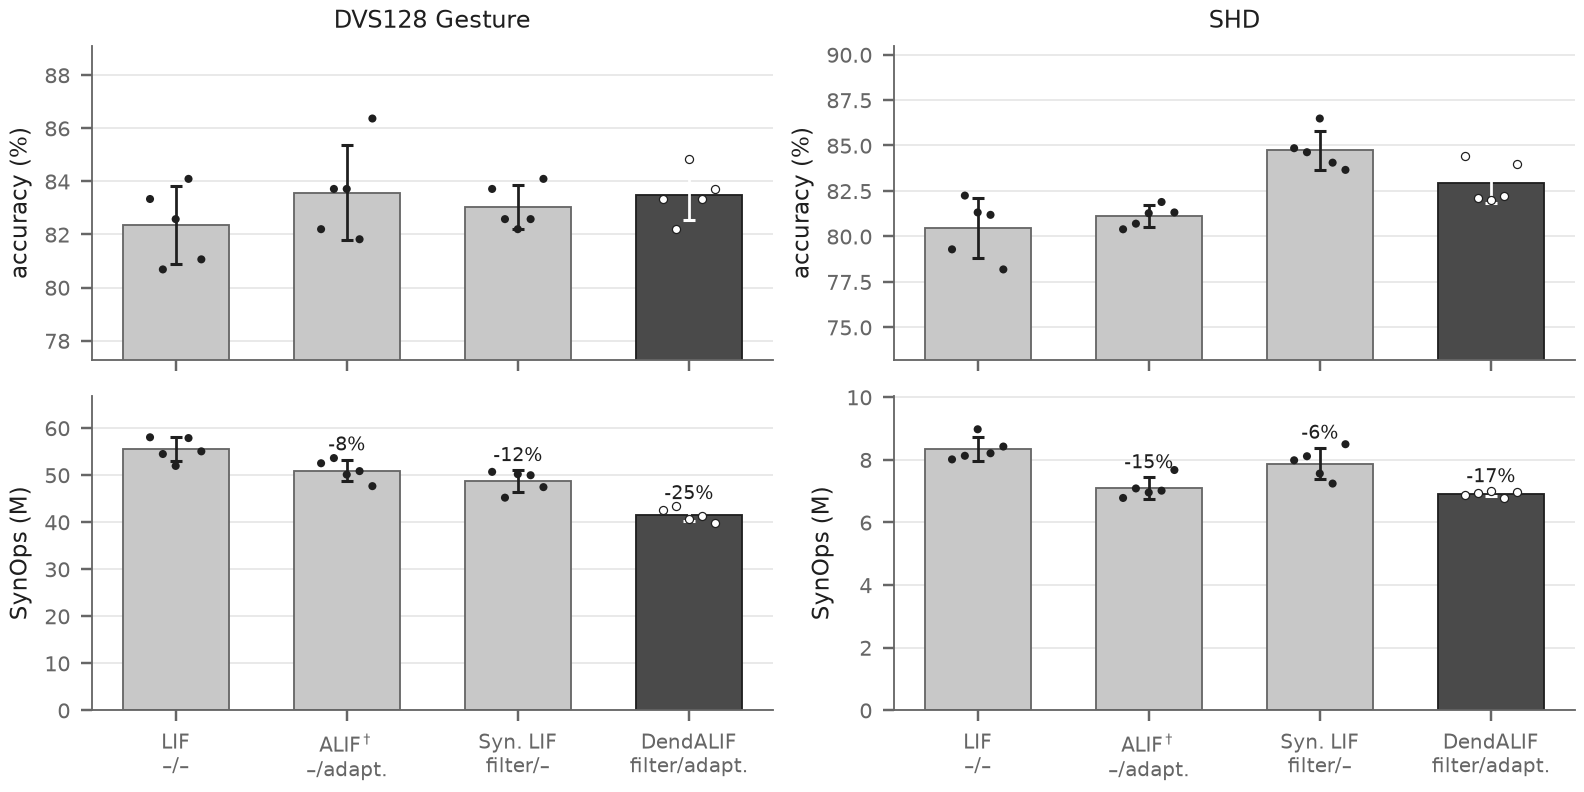 DVS128 Gesture
SHD
accuracy (%)
88
86
84
82
80
78
accuracy (%)
90.0
87.5
85.0
82.5
80.0
77.5
75.0
SynOps (M)
60
50
40
30
20
10
0
-8%
-12%
-25%
SynOps (M)
10
8
6
4
2
0
-15%
-6%
-17%
LIF
–/–
ALIF†
–/adapt.
Syn. LIF
filter/–
DendALIF
filter/adapt.
LIF
–/–
ALIF†
–/adapt.
Syn. LIF
filter/–
DendALIF
filter/adapt.